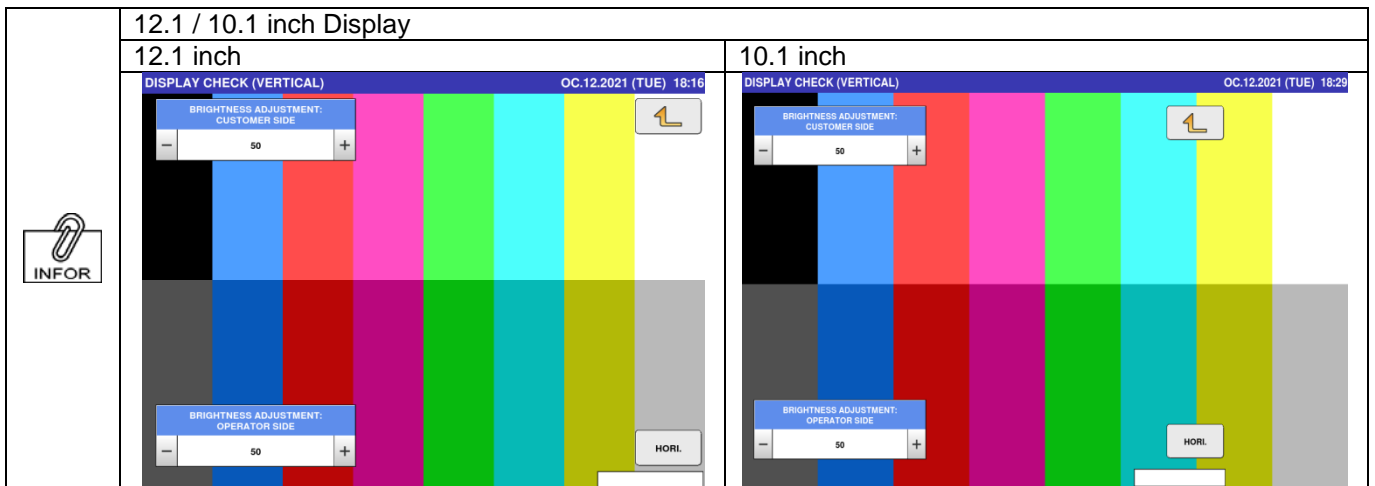 12.1 / 10.1 inch Display
12.1 inch
10.1 inch
INFOR
DISPLAY CHECK (VERTICAL) OC.12.2021 (TUE) 18:16
BRIGHTNESS ADJUSTMENT:
CUSTOMER SIDE
− 50 +
BRIGHTNESS ADJUSTMENT:
OPERATOR SIDE
− 50 +
HORI.
DISPLAY CHECK (VERTICAL) OC.12.2021 (TUE) 18:29
BRIGHTNESS ADJUSTMENT:
CUSTOMER SIDE
− 50 +
BRIGHTNESS ADJUSTMENT:
OPERATOR SIDE
− 50 +
HORI.